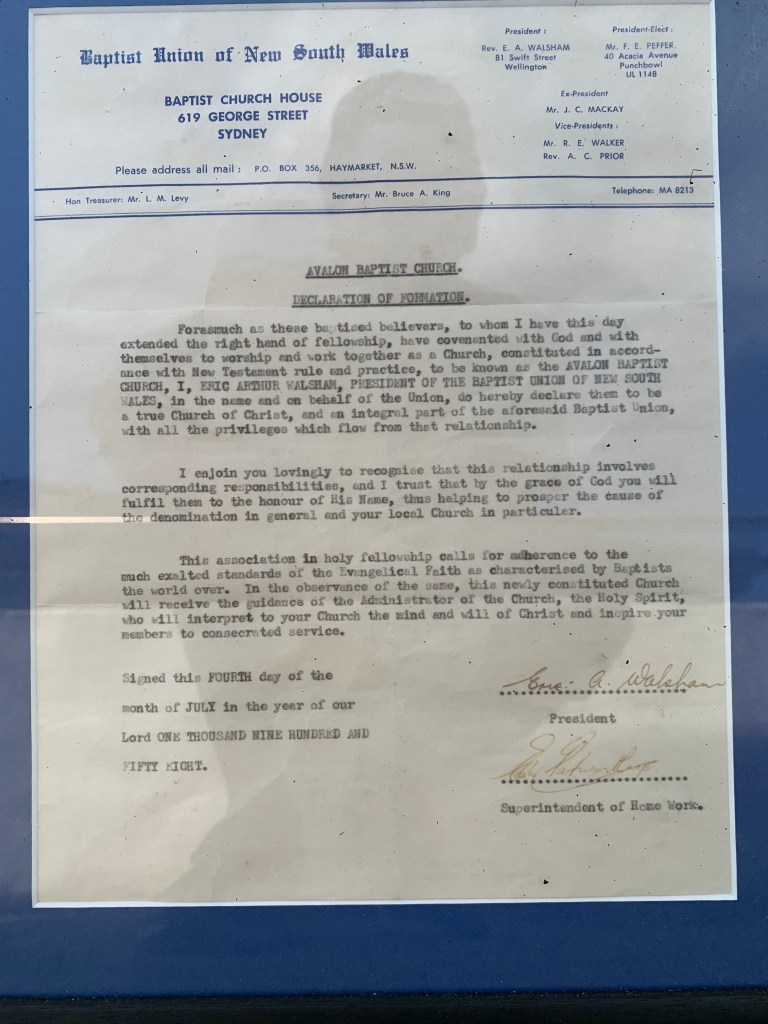 Baptist Union of New South Wales
BAPTIST CHURCH HOUSE
619 GEORGE STREET
SYDNEY
Please address all mail : P.O. BOX 356, HAYMARKET, N.S.W.
President :
Rev. E. A. WALSHAM
81 Swift Street
Wellington
President-Elect :
Mr. F. E. PEFFER,
40 Acacia Avenue
Punchbowl
UL 1148
Ex-President
Mr. J. C. MACKAY
Vice-Presidents :
Mr. R. E. WALKER
Rev. A. C. PRIOR
Hon Treasurer: Mr. L. M. Levy
Secretary: Mr. Bruce A. King
Telephone: MA 8213
AVALON BAPTIST CHURCH.
DECLARATION OF FORMATION.
Forasmuch as these baptised believers, to whom I have this day
extended the right hand of fellowship, have covenanted with God and with
themselves to worship and work together as a Church, constituted in accord-
ance with New Testament rule and practice, to be known as the AVALON BAPTIST
CHURCH, I, ERIC ARTHUR WALSHAM, PRESIDENT OF THE BAPTIST UNION OF NEW SOUTH
WALES, in the name and on behalf of the Union, do hereby declare them to be
a true Church of Christ, and an integral part of the aforesaid Baptist Union,
with all the privileges which flow from that relationship.
I enjoin you lovingly to recognise that this relationship involves
corresponding responsibilities, and I trust that by the grace of God you will
fulfil them to the honour of His Name, thus helping to prosper the cause of
the denomination in general and your local Church in particular.
This association in holy fellowship calls for adherence to the
much exalted standards of the Evangelical Faith as characterised by Baptists
the world over. In the observance of the same, this newly constituted Church
will receive the guidance of the Administrator of the Church, the Holy Spirit,
who will interpret to your Church the mind and will of Christ and inspire your
members to consecrated service.
Signed this FOURTH day of the
month of JULY in the year of our
Lord ONE THOUSAND NINE HUNDRED AND
FIFTY EIGHT.
Eric. A. Walsham
President
Superintendent of Home Work.